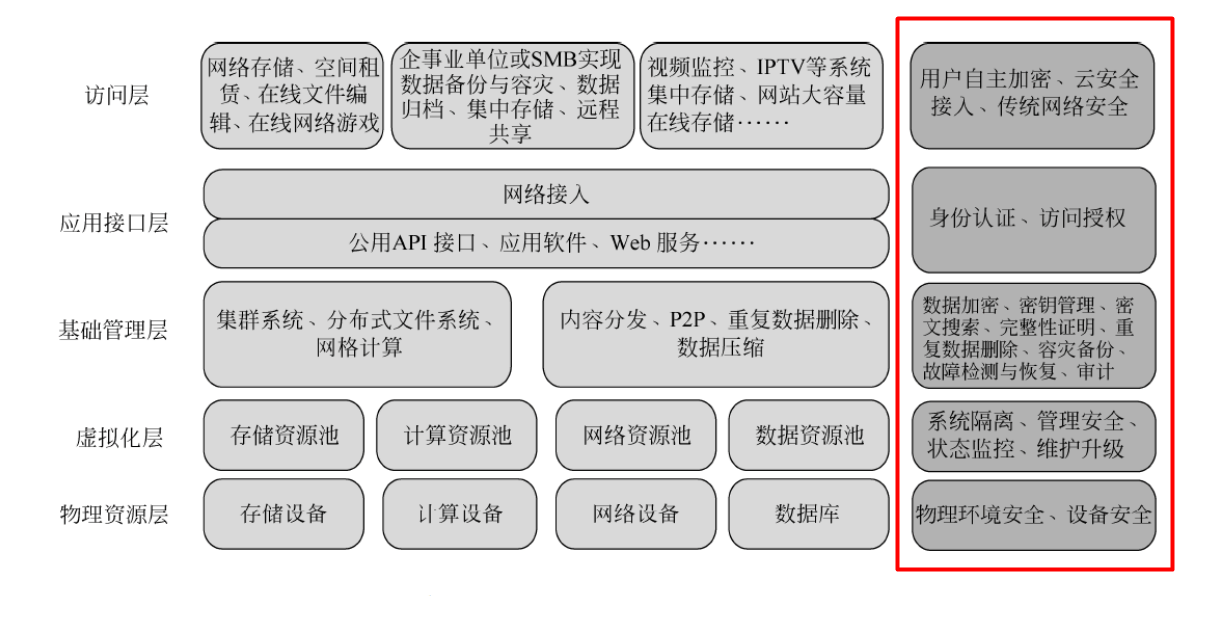 访问层
网络存储、空间租
赁、在线文件编
辑、在线网络游戏
企事业单位或SMB实现
数据备份与容灾、数据
归档、集中存储、远程
共享
视频监控、IPTV等系统
集中存储、网站大容量
在线存储……
用户自主加密、云安全
接入、传统网络安全
应用接口层
网络接入
公用API 接口、应用软件、Web 服务……
身份认证、访问授权
基础管理层
集群系统、分布式文件系统、
网格计算
内容分发、P2P、重复数据删除、
数据压缩
数据加密、密钥管理、密
文搜索、完整性证明、重
复数据删除、容灾备份、
故障检测与恢复、审计
虚拟化层
存储资源池
计算资源池
网络资源池
数据资源池
系统隔离、管理安全、
状态监控、维护升级
物理资源层
存储设备
计算设备
网络设备
数据库
物理环境安全、设备安全